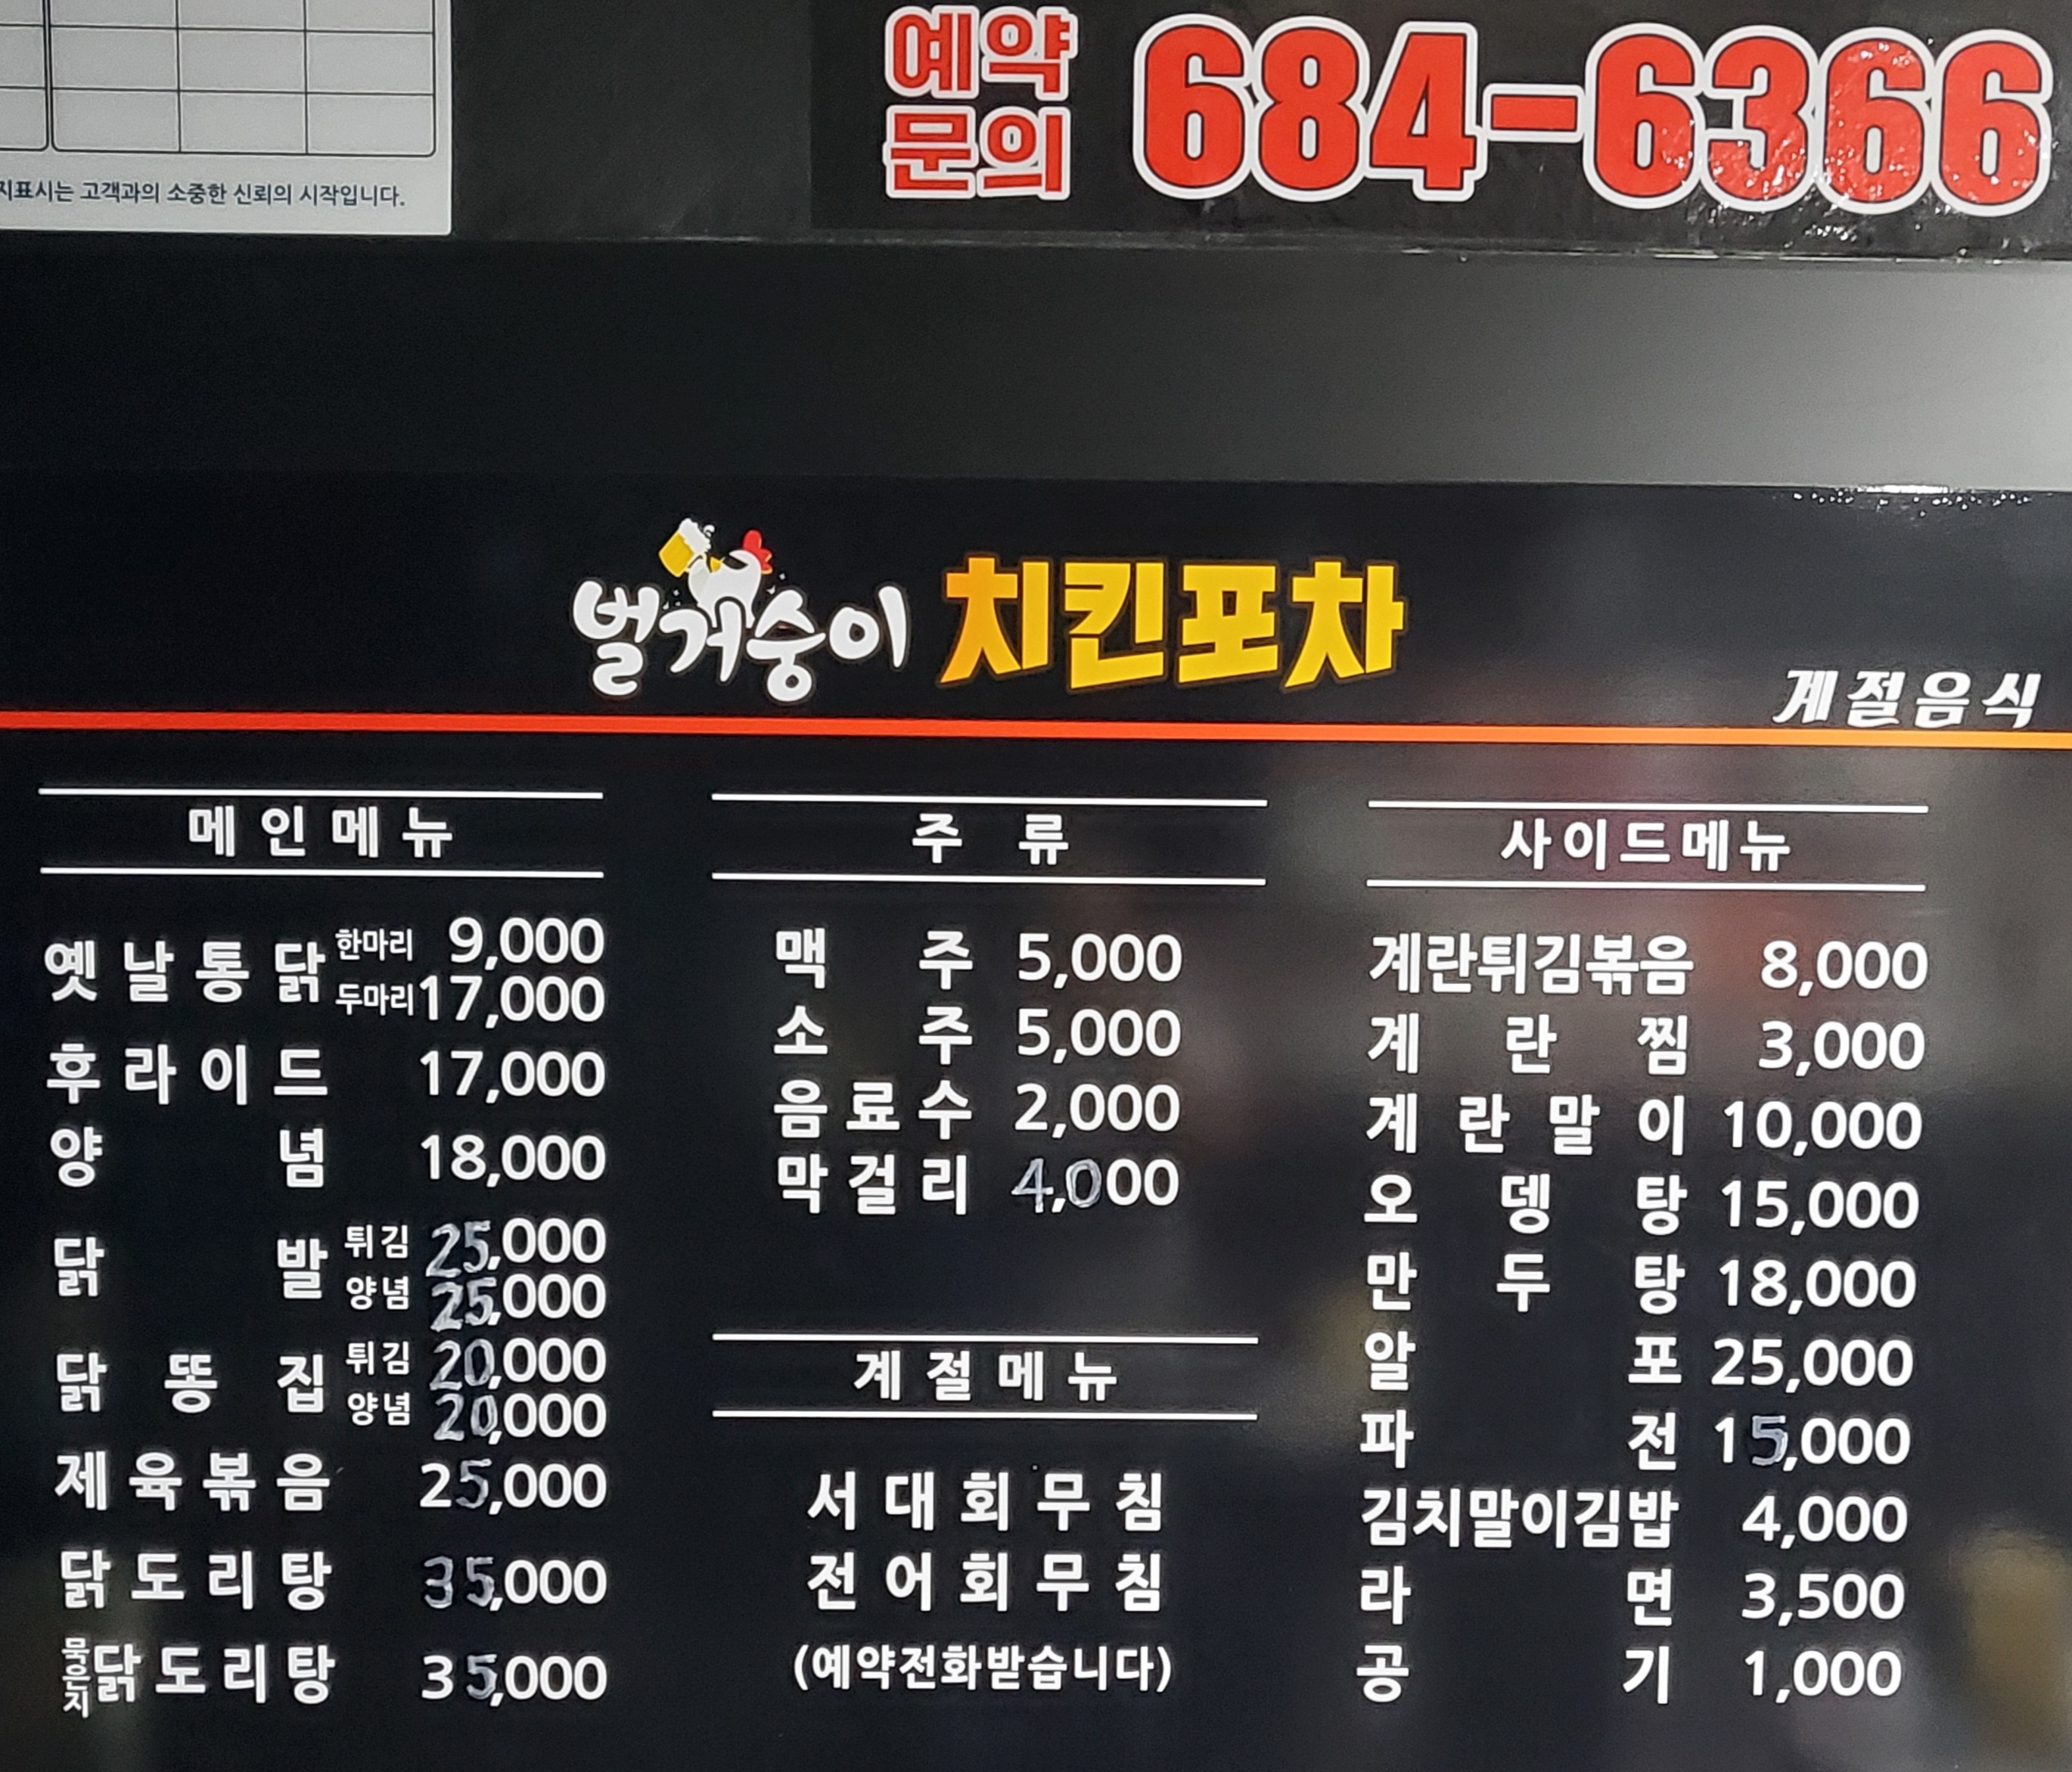 예약
문의
684-6366
지표시는 고객과의 소중한 신뢰의 시작입니다.
벌거숭이 치킨포차
계절음식
메인메뉴
옛날통닭 한마리 9,000
두마리 17,000
후라이드 17,000
양념 18,000
닭발 튀김 25,000
양념 25,000
닭똥집 튀김 20,000
양념 20,000
제육볶음 25,000
닭도리탕 35,000
묵은지닭도리탕 35,000
주류
맥주 5,000
소주 5,000
음료수 2,000
막걸리 4,000
계절메뉴
서대회무침
전어회무침
(예약전화받습니다)
사이드메뉴
계란튀김볶음 8,000
계란찜 3,000
계란말이 10,000
오뎅탕 15,000
만두탕 18,000
알포 25,000
파전 15,000
김치말이김밥 4,000
라면 3,500
공기 1,000